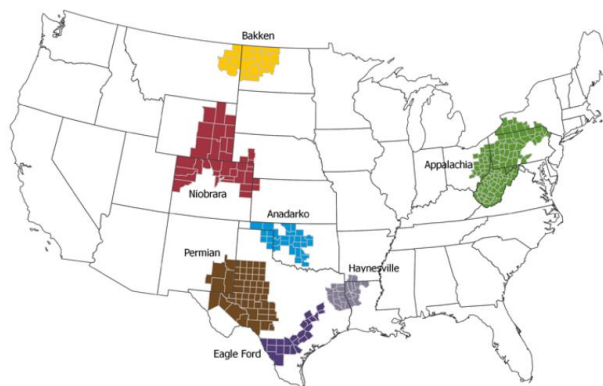 Bakken
Appalachia
Niobrara
Anadarko
Permian
Haynesville
Eagle Ford